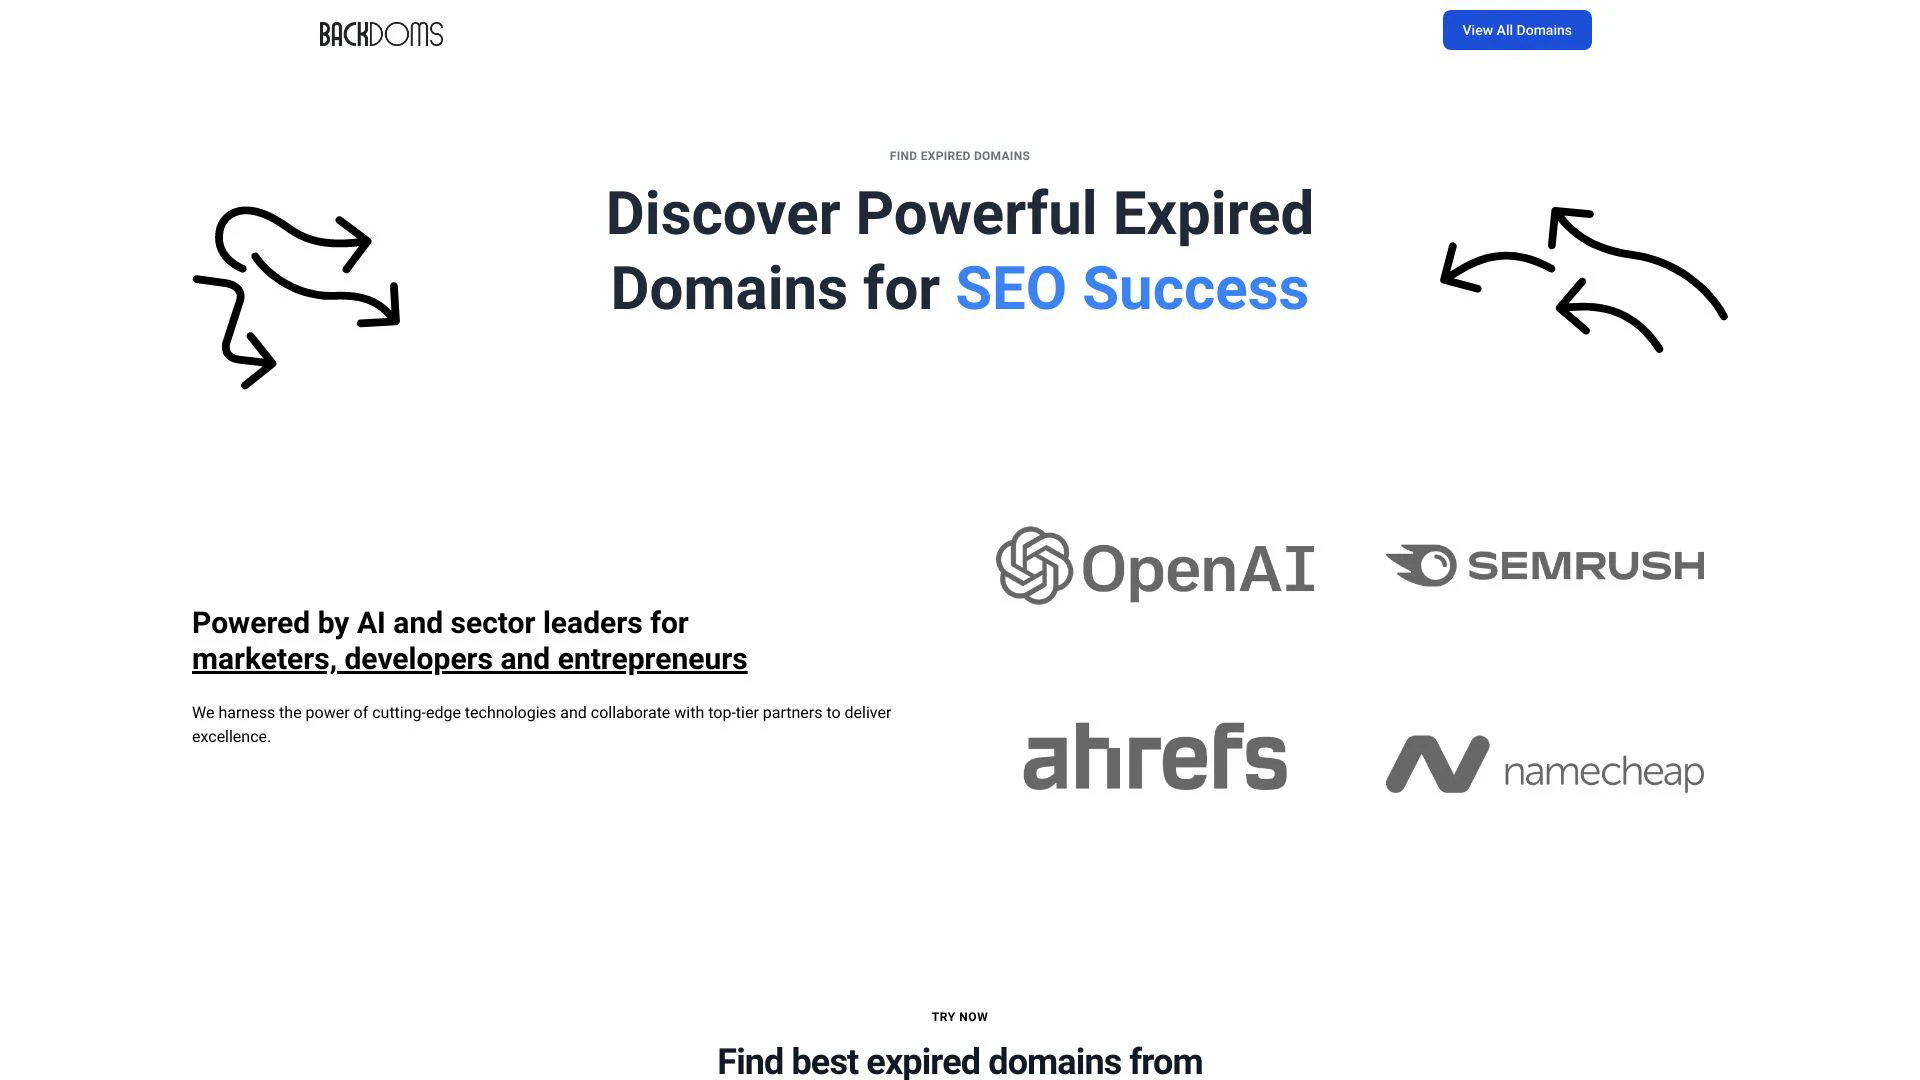 BACKDOMS
View All Domains
FIND EXPIRED DOMAINS
Discover Powerful Expired
Domains for SEO Success
OpenAI
SEMRUSH
Powered by AI and sector leaders for
marketers, developers and entrepreneurs
We harness the power of cutting-edge technologies and collaborate with top-tier partners to deliver
excellence.
ahrefs
namecheap
TRY NOW
Find best expired domains from